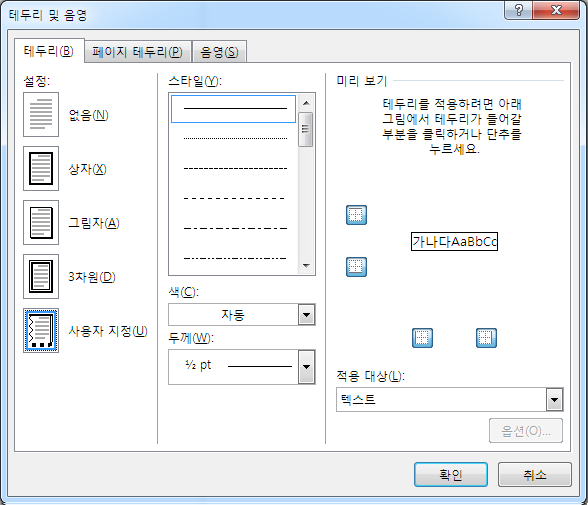 테두리 및 음영
테두리(B) 페이지 테두리(P) 음영(S)
설정:
없음(N)
상자(X)
그림자(A)
3차원(D)
사용자 지정(U)
스타일(Y):
색(C):
자동
두께(W):
½ pt
미리 보기
테두리를 적용하려면 아래
그림에서 테두리가 들어갈
부분을 클릭하거나 단추를
누르세요.
가나다AaBbCc
적용 대상(L):
텍스트
옵션(O)...
확인 취소